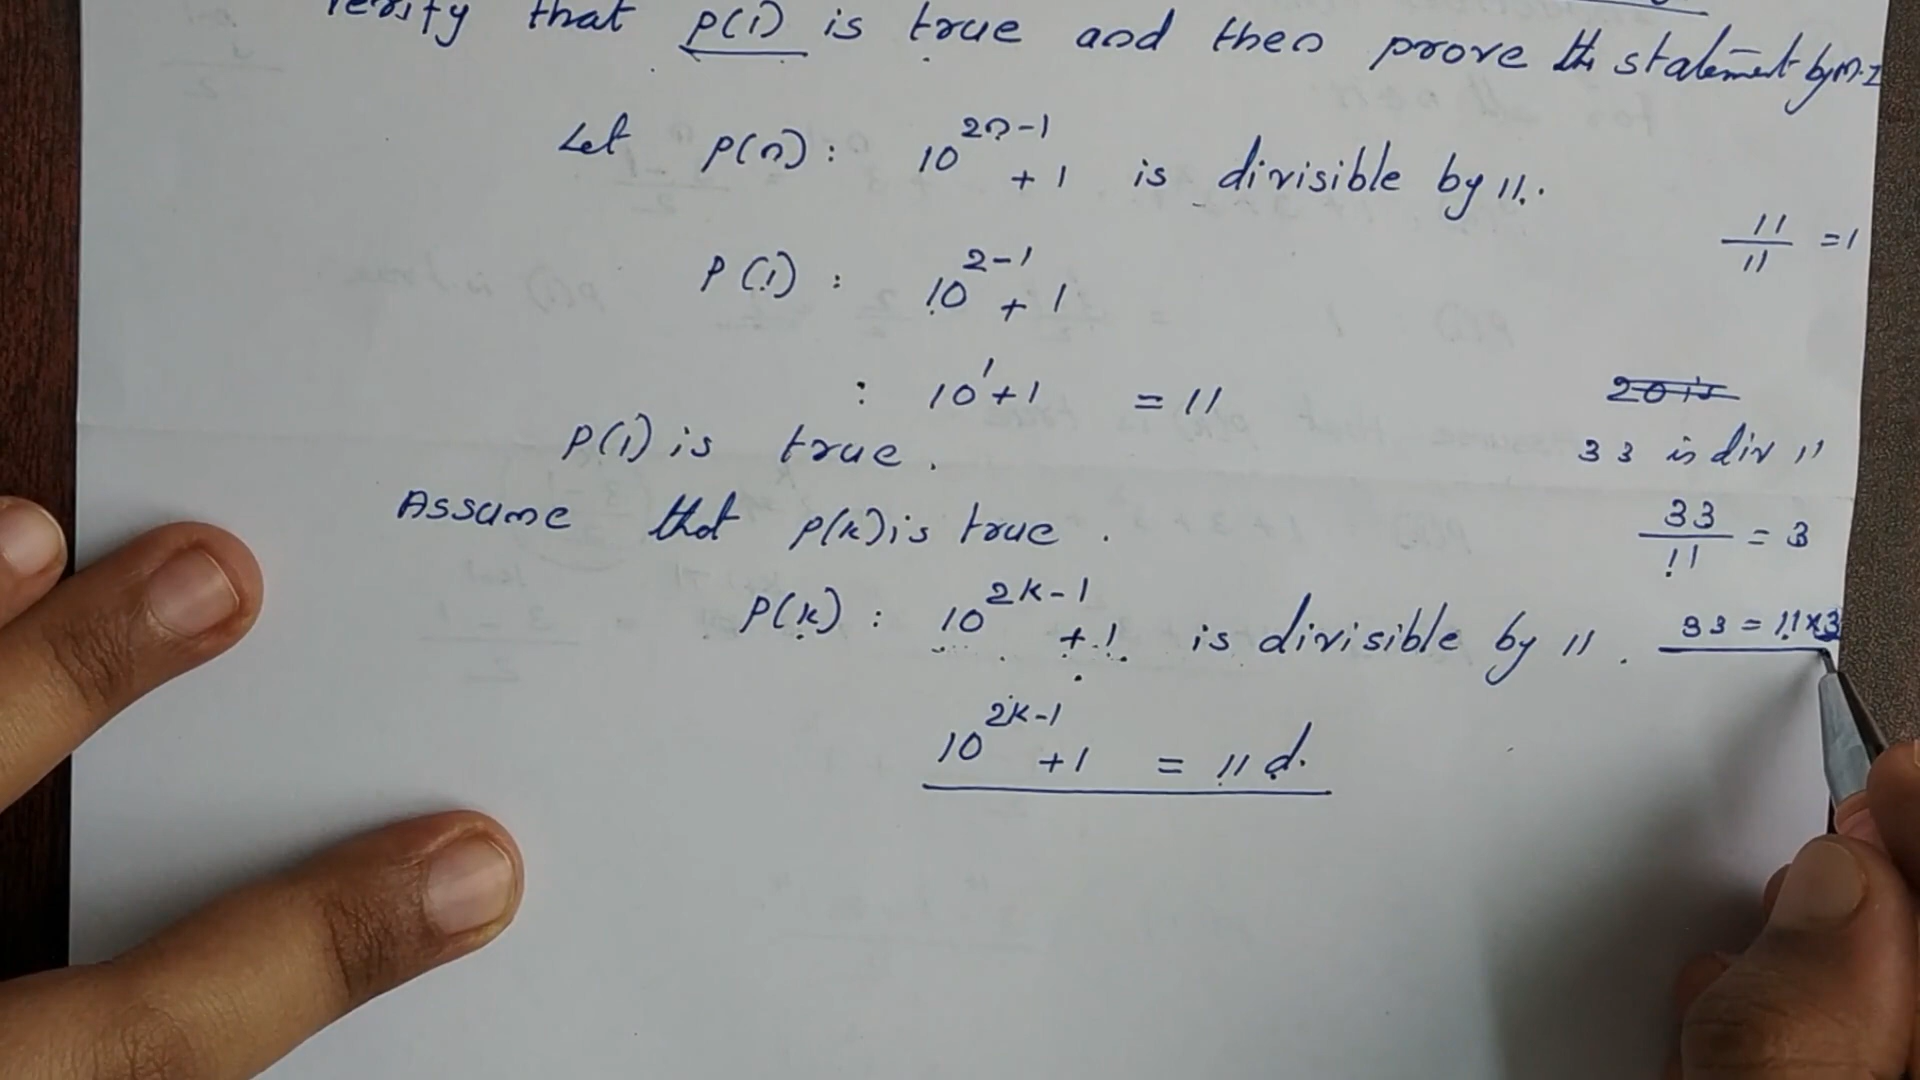 verify that p(1) is true and then prove the statement by M.I
Let p(n): 10^{2n-1} + 1 is divisible by 11.
11/11 = 1
p(1) : 10^{2-1} + 1
: 10^1 + 1 = 11
p(1) is true.
33 is div 11
Assume that p(k) is true.
33/11 = 3
p(k) : 10^{2k-1} + 1 is divisible by 11.
33 = 11×3
10^{2k-1} + 1 = 11 d.